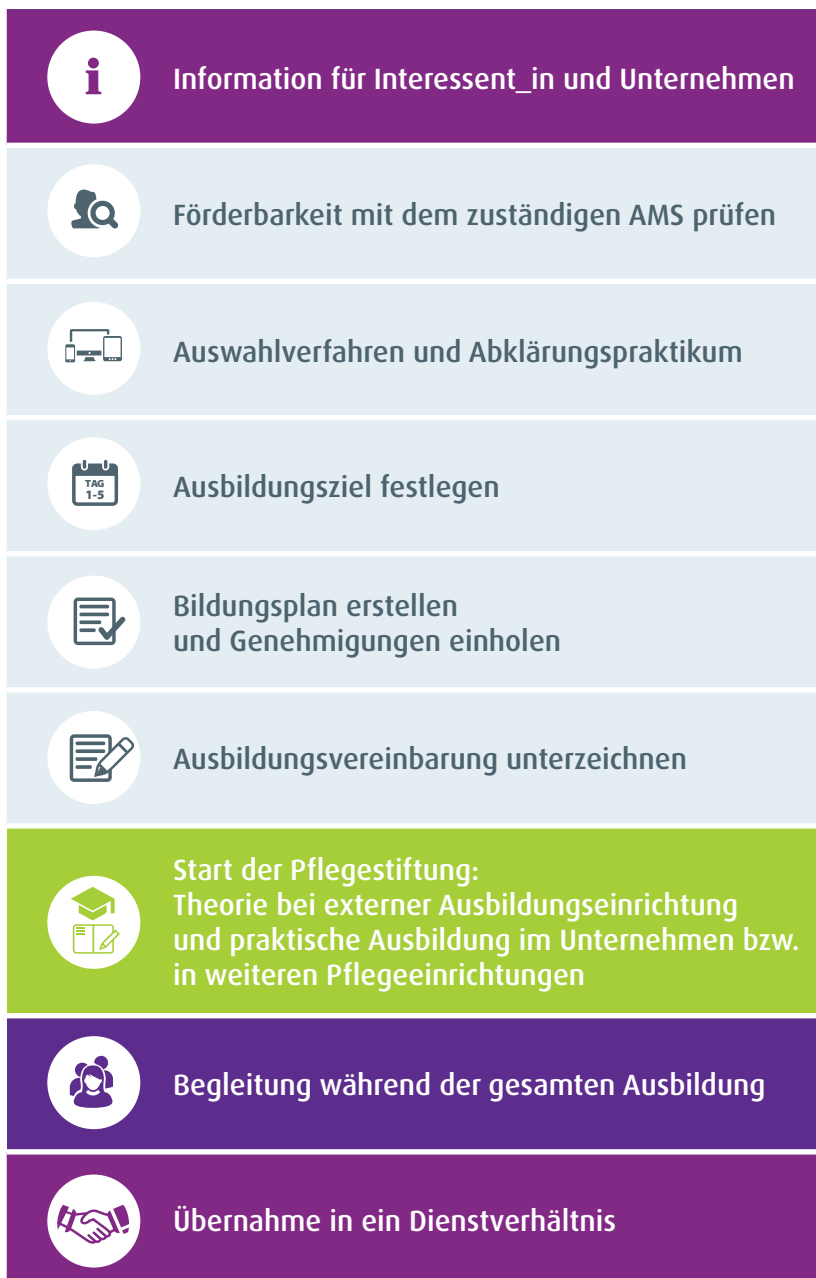 i
Information für Interessent_in und Unternehmen
Förderbarkeit mit dem zuständigen AMS prüfen
Auswahlverfahren und Abklärungspraktikum
TAG
1-5
Ausbildungsziel festlegen
Bildungsplan erstellen
und Genehmigungen einholen
Ausbildungsvereinbarung unterzeichnen
Start der Pflegestiftung:
Theorie bei externer Ausbildungseinrichtung
und praktische Ausbildung im Unternehmen bzw.
in weiteren Pflegeeinrichtungen
Begleitung während der gesamten Ausbildung
Übernahme in ein Dienstverhältnis